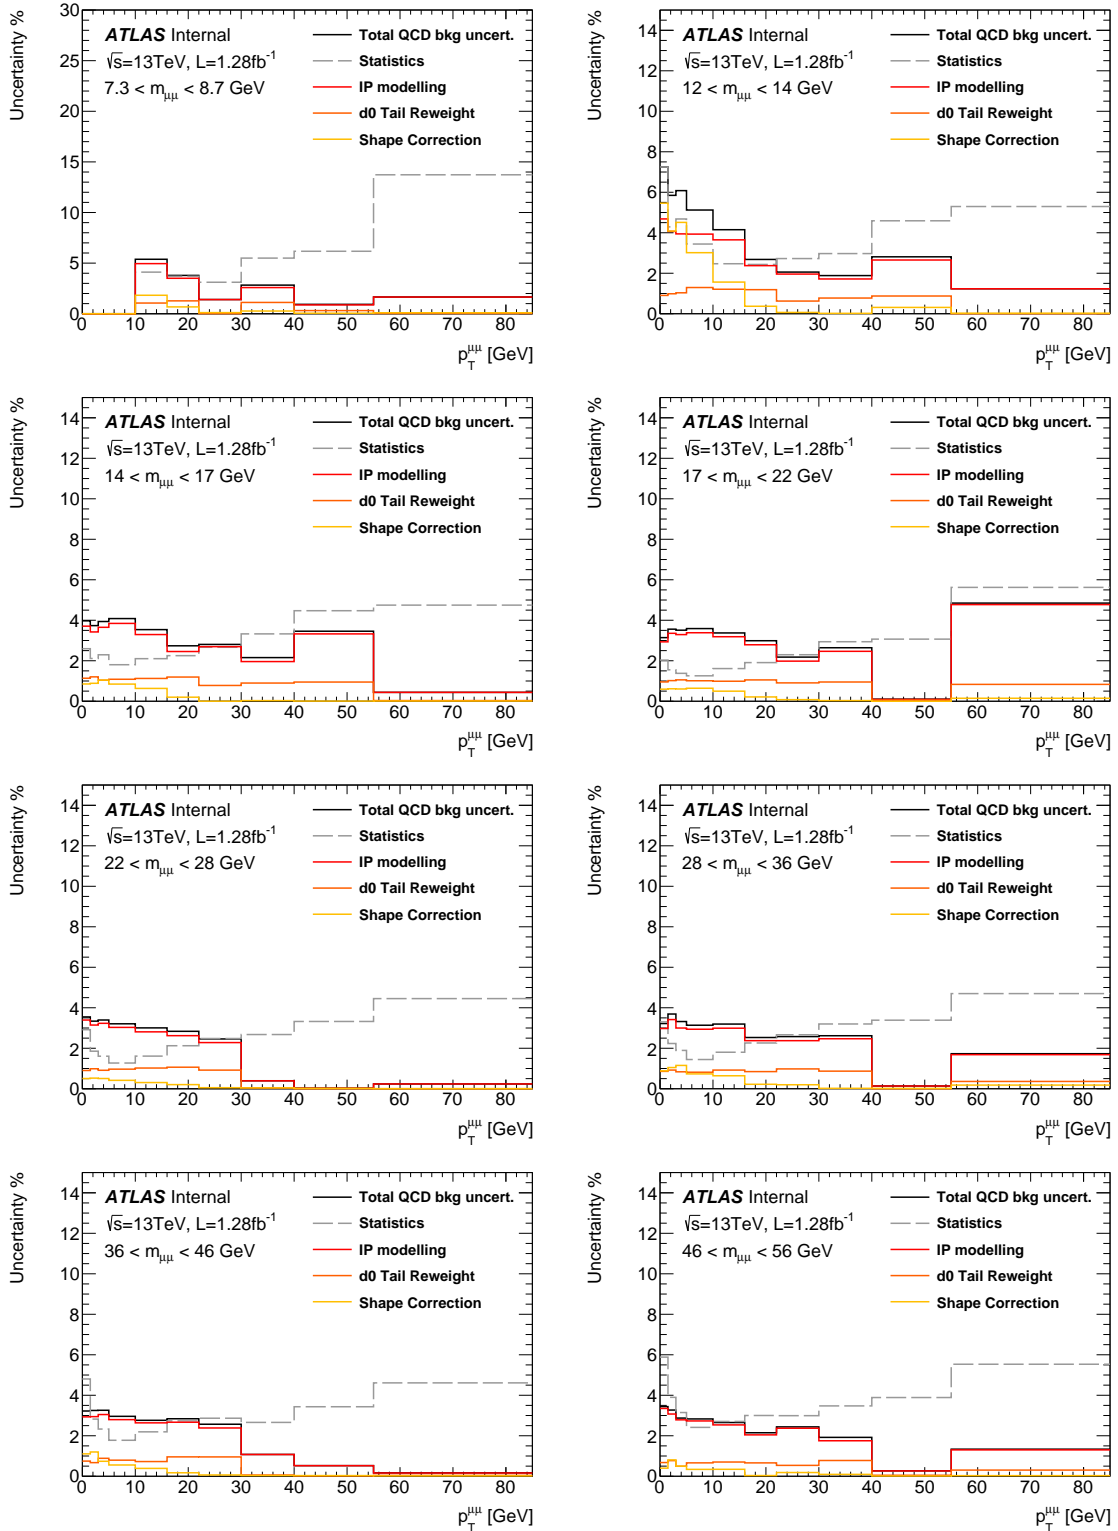 Uncertainty %
30
25
20
15
10
5
0
ATLAS Internal
√s=13TeV, L=1.28fb⁻¹
7.3 < mμμ < 8.7 GeV
Total QCD bkg uncert.
Statistics
IP modelling
d0 Tail Reweight
Shape Correction
0 10 20 30 40 50 60 70 80
p_T^μμ [GeV]
Uncertainty %
14
12
10
8
6
4
2
0
ATLAS Internal
√s=13TeV, L=1.28fb⁻¹
12 < mμμ < 14 GeV
Total QCD bkg uncert.
Statistics
IP modelling
d0 Tail Reweight
Shape Correction
0 10 20 30 40 50 60 70 80
p_T^μμ [GeV]
Uncertainty %
14
12
10
8
6
4
2
0
ATLAS Internal
√s=13TeV, L=1.28fb⁻¹
14 < mμμ < 17 GeV
Total QCD bkg uncert.
Statistics
IP modelling
d0 Tail Reweight
Shape Correction
0 10 20 30 40 50 60 70 80
p_T^μμ [GeV]
Uncertainty %
14
12
10
8
6
4
2
0
ATLAS Internal
√s=13TeV, L=1.28fb⁻¹
17 < mμμ < 22 GeV
Total QCD bkg uncert.
Statistics
IP modelling
d0 Tail Reweight
Shape Correction
0 10 20 30 40 50 60 70 80
p_T^μμ [GeV]
Uncertainty %
14
12
10
8
6
4
2
0
ATLAS Internal
√s=13TeV, L=1.28fb⁻¹
22 < mμμ < 28 GeV
Total QCD bkg uncert.
Statistics
IP modelling
d0 Tail Reweight
Shape Correction
0 10 20 30 40 50 60 70 80
p_T^μμ [GeV]
Uncertainty %
14
12
10
8
6
4
2
0
ATLAS Internal
√s=13TeV, L=1.28fb⁻¹
28 < mμμ < 36 GeV
Total QCD bkg uncert.
Statistics
IP modelling
d0 Tail Reweight
Shape Correction
0 10 20 30 40 50 60 70 80
p_T^μμ [GeV]
Uncertainty %
14
12
10
8
6
4
2
0
ATLAS Internal
√s=13TeV, L=1.28fb⁻¹
36 < mμμ < 46 GeV
Total QCD bkg uncert.
Statistics
IP modelling
d0 Tail Reweight
Shape Correction
0 10 20 30 40 50 60 70 80
p_T^μμ [GeV]
Uncertainty %
14
12
10
8
6
4
2
0
ATLAS Internal
√s=13TeV, L=1.28fb⁻¹
46 < mμμ < 56 GeV
Total QCD bkg uncert.
Statistics
IP modelling
d0 Tail Reweight
Shape Correction
0 10 20 30 40 50 60 70 80
p_T^μμ [GeV]